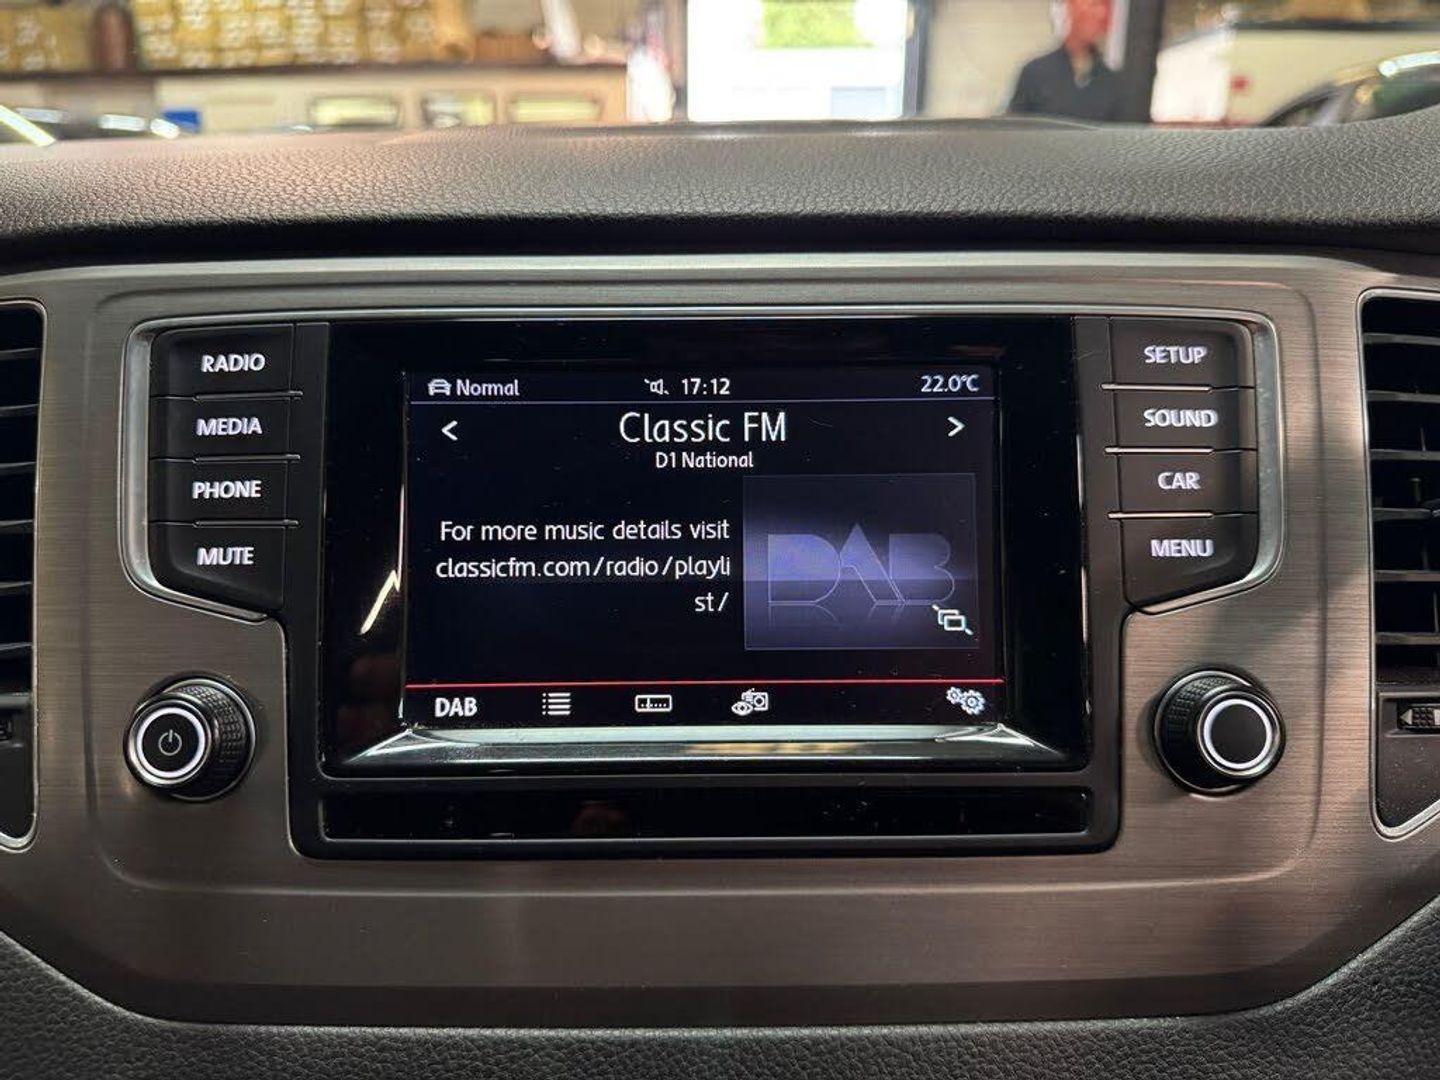 RADIO
MEDIA
PHONE
MUTE
Normal 17:12 22.0°C
< Classic FM >
D1 National
For more music details visit
classicfm.com/radio/playli
st/
DAB
DAB
SETUP
SOUND
CAR
MENU